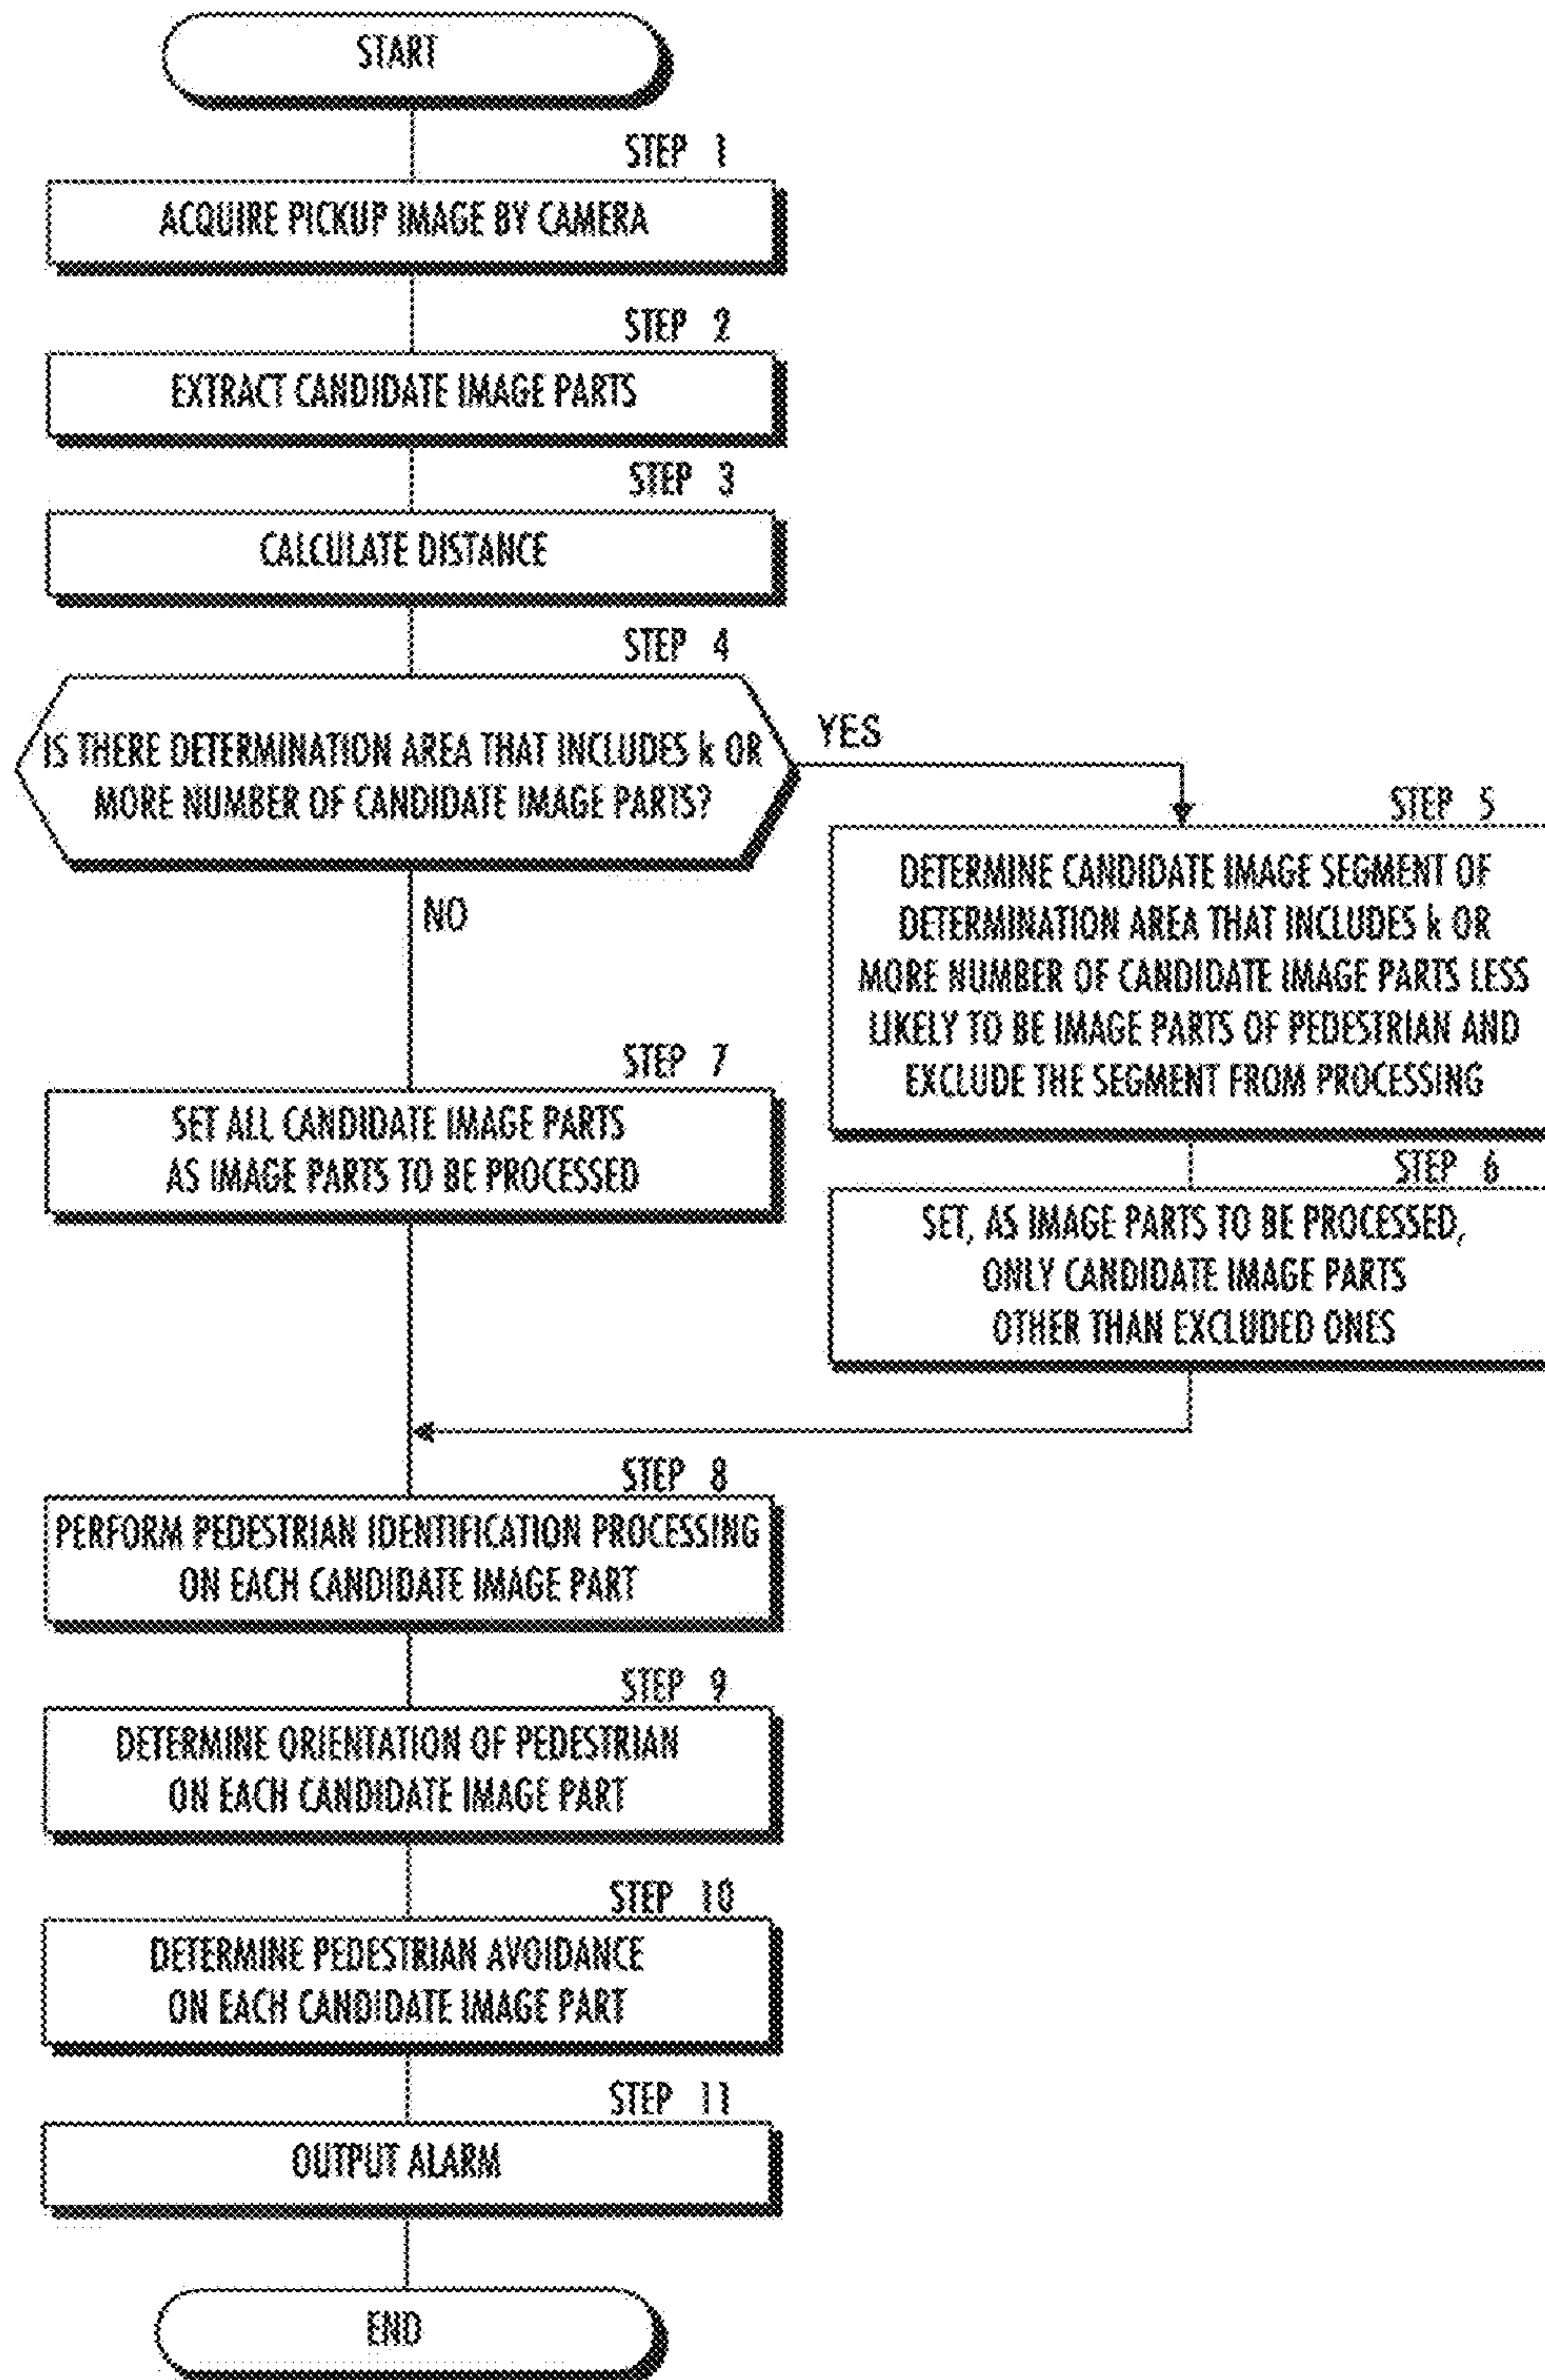 START
STEP 1
ACQUIRE PICKUP IMAGE BY CAMERA
STEP 2
EXTRACT CANDIDATE IMAGE PARTS
STEP 3
CALCULATE DISTANCE
STEP 4
IS THERE DETERMINATION AREA THAT INCLUDES k OR
MORE NUMBER OF CANDIDATE IMAGE PARTS?
YES
NO
STEP 5
DETERMINE CANDIDATE IMAGE SEGMENT OF
DETERMINATION AREA THAT INCLUDES k OR
MORE NUMBER OF CANDIDATE IMAGE PARTS LESS
LIKELY TO BE IMAGE PARTS OF PEDESTRIAN AND
EXCLUDE THE SEGMENT FROM PROCESSING
STEP 6
SET, AS IMAGE PARTS TO BE PROCESSED,
ONLY CANDIDATE IMAGE PARTS
OTHER THAN EXCLUDED ONES
STEP 7
SET ALL CANDIDATE IMAGE PARTS
AS IMAGE PARTS TO BE PROCESSED
STEP 8
PERFORM PEDESTRIAN IDENTIFICATION PROCESSING
ON EACH CANDIDATE IMAGE PART
STEP 9
DETERMINE ORIENTATION OF PEDESTRIAN
ON EACH CANDIDATE IMAGE PART
STEP 10
DETERMINE PEDESTRIAN AVOIDANCE
ON EACH CANDIDATE IMAGE PART
STEP 11
OUTPUT ALARM
END